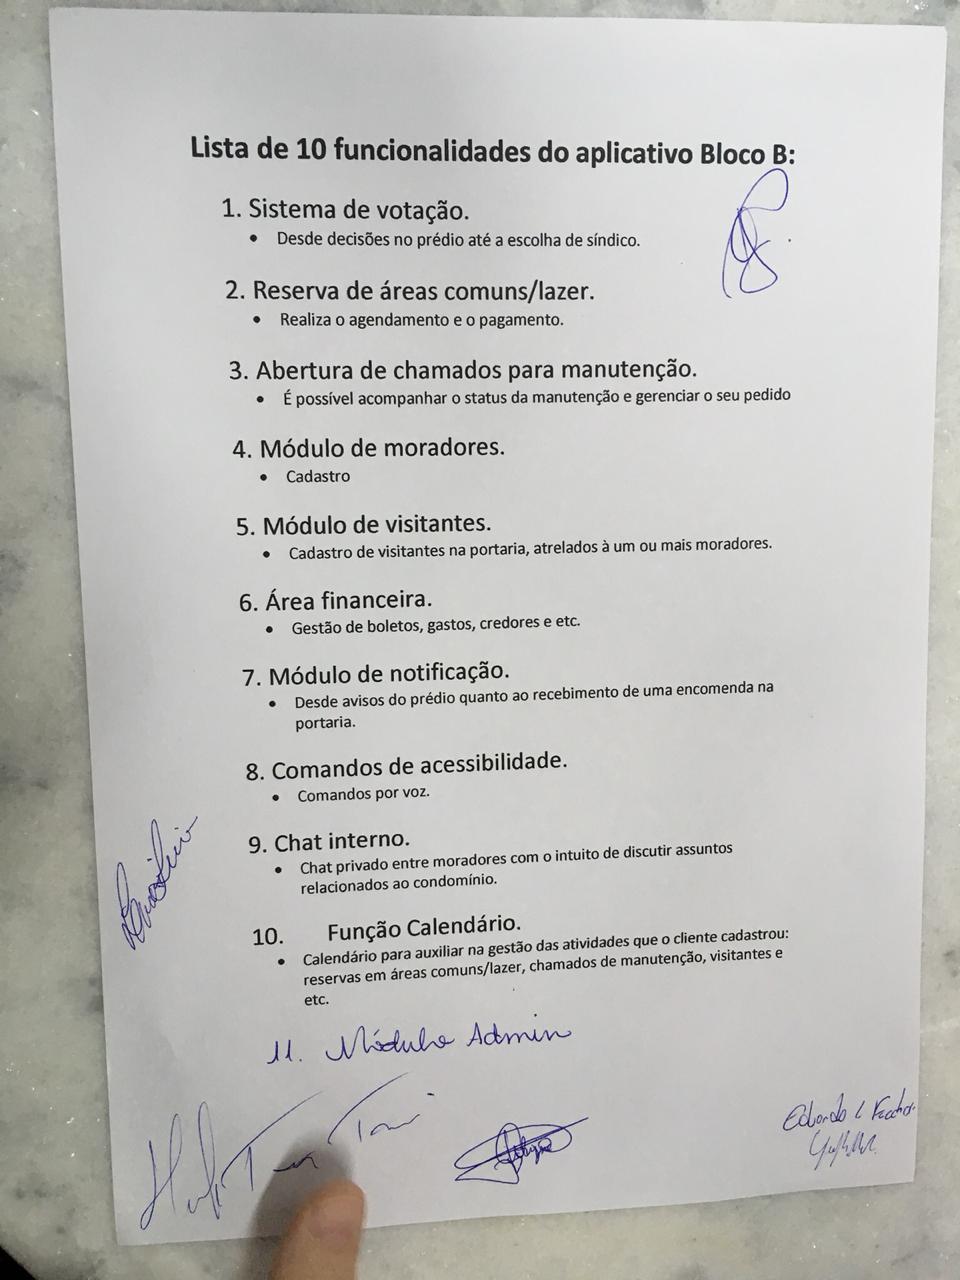 Lista de 10 funcionalidades do aplicativo Bloco B:
1. Sistema de votação.
• Desde decisões no prédio até a escolha de síndico.
2. Reserva de áreas comuns/lazer.
• Realiza o agendamento e o pagamento.
3. Abertura de chamados para manutenção.
• É possível acompanhar o status da manutenção e gerenciar o seu pedido
4. Módulo de moradores.
• Cadastro
5. Módulo de visitantes.
• Cadastro de visitantes na portaria, atrelados à um ou mais moradores.
6. Área financeira.
• Gestão de boletos, gastos, credores e etc.
7. Módulo de notificação.
• Desde avisos do prédio quanto ao recebimento de uma encomenda na
portaria.
8. Comandos de acessibilidade.
• Comandos por voz.
9. Chat interno.
• Chat privado entre moradores com o intuito de discutir assuntos
relacionados ao condomínio.
10. Função Calendário.
• Calendário para auxiliar na gestão das atividades que o cliente cadastrou:
reservas em áreas comuns/lazer, chamados de manutenção, visitantes e
etc.
11. Módulo Admin
Eduardo L